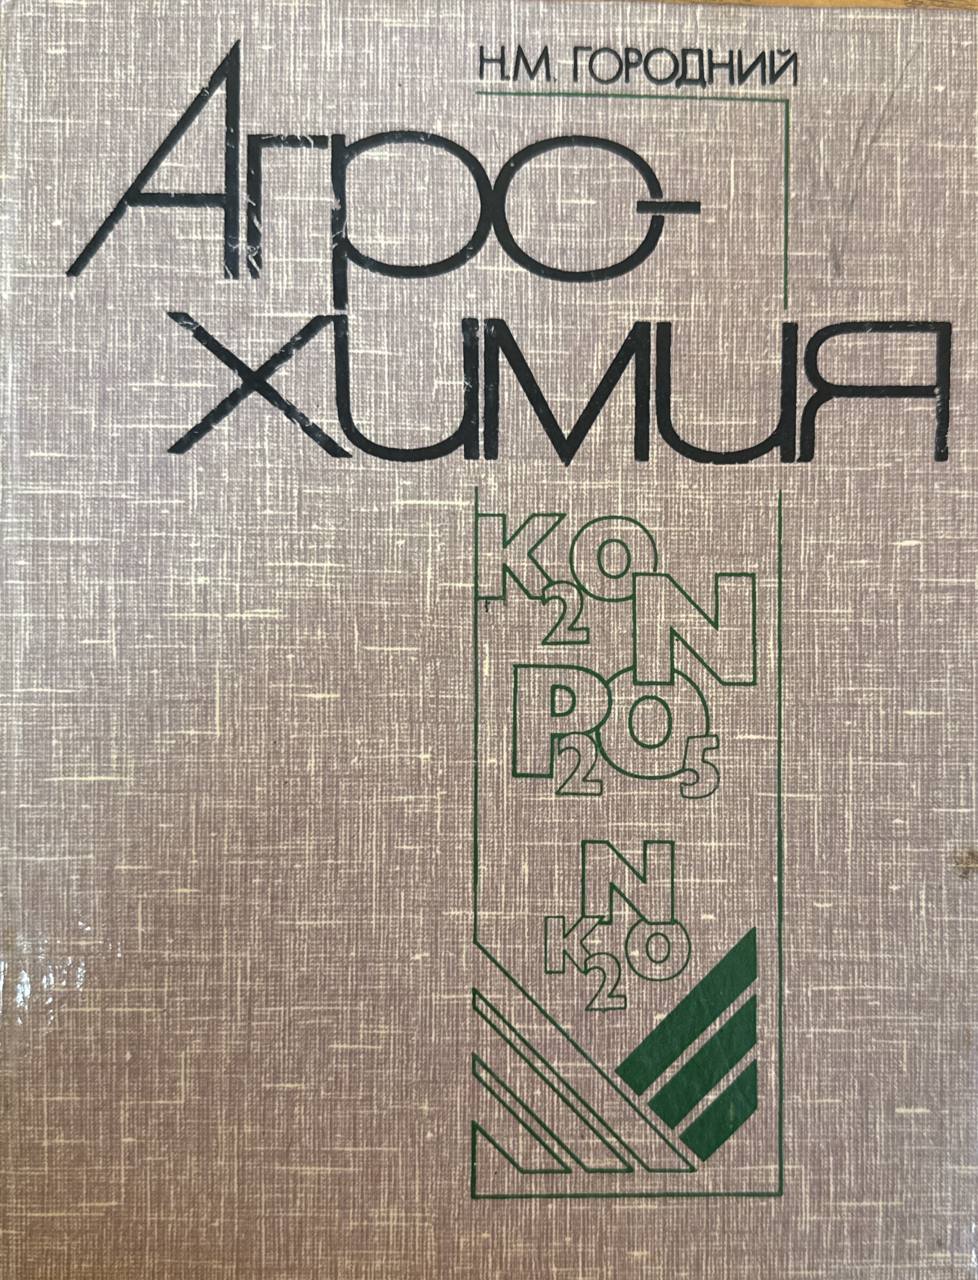 Н.М. ГОРОДНИЙ
Агро-
химия
K2O
N
P2O5
N
K2O